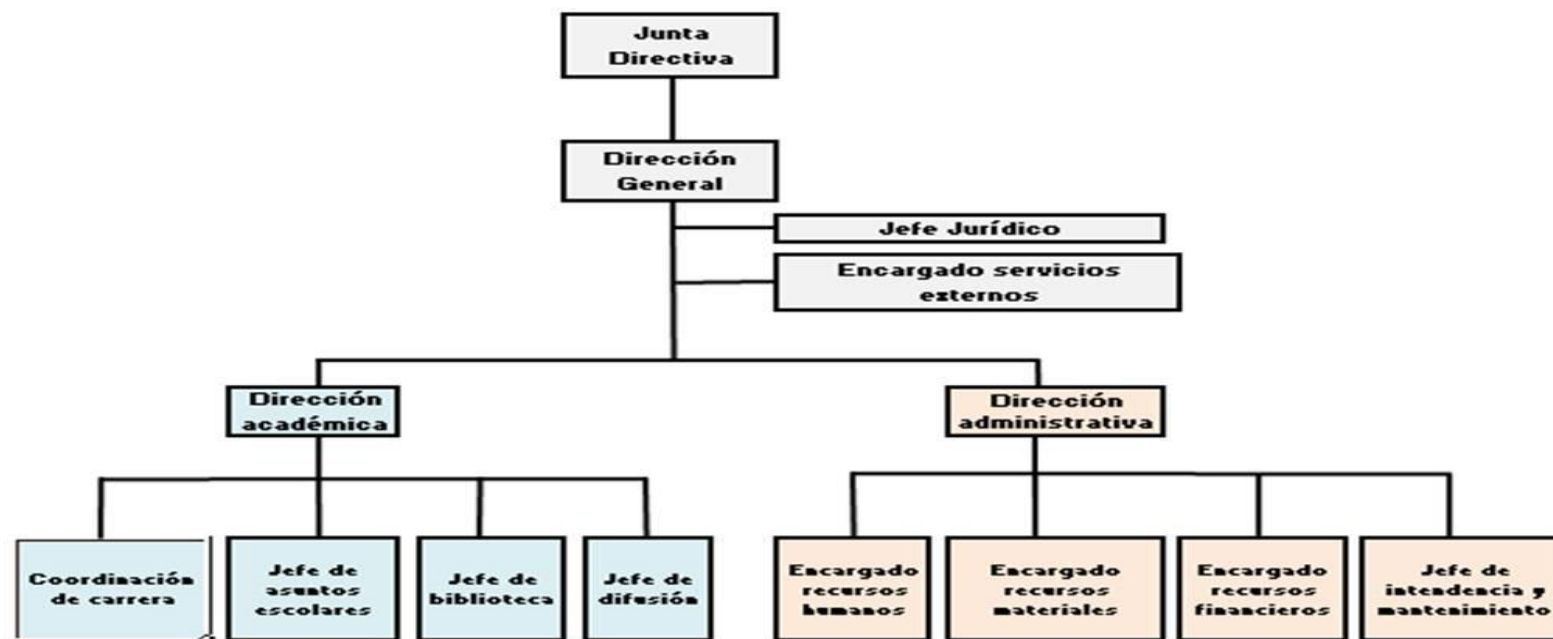 Junta
Directiva
Dirección
General
Jefe Jurídico
Encargado servicios
externos
Dirección
académica
Dirección
administrativa
Coordinación
de carrera
Jefe de
asuntos
escolares
Jefe de
biblioteca
Jefe de
difusión
Encargado
recursos
humanos
Encargado
recursos
materiales
Encargado
recursos
financieros
Jefe de
intendencia y
mantenimiento